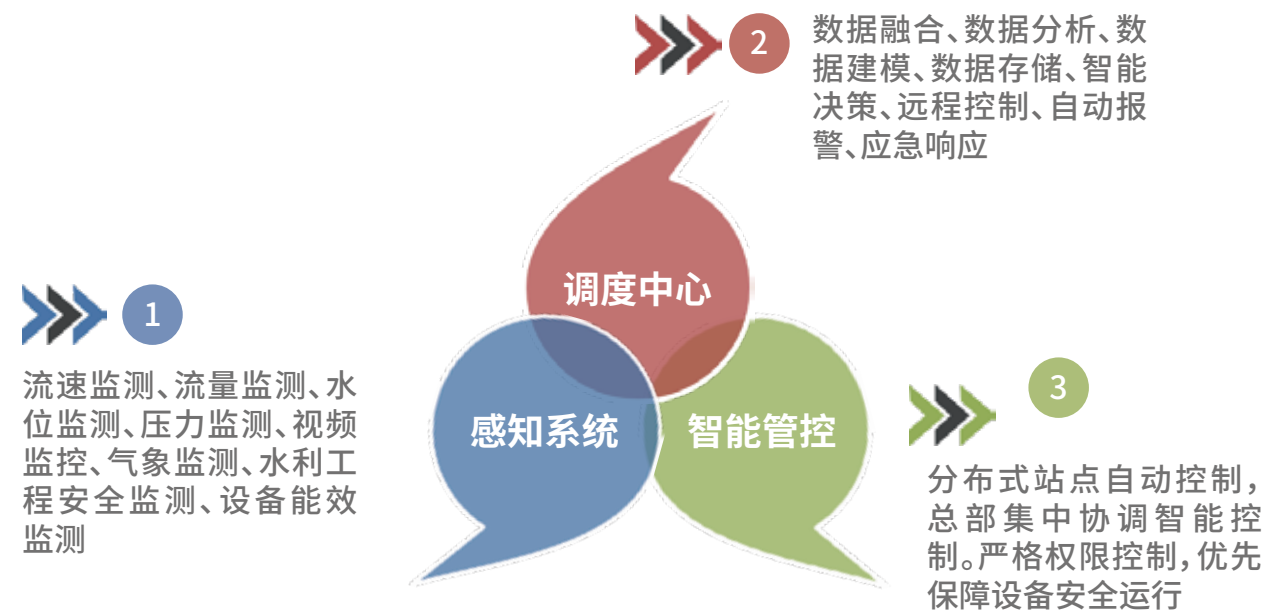 2
数据融合、数据分析、数
据建模、数据存储、智能
决策、远程控制、自动报
警、应急响应
调度中心
1
流速监测、流量监测、水
位监测、压力监测、视频
监控、气象监测、水利工
程安全监测、设备能效
监测
感知系统
智能管控
3
分布式站点自动控制，
总部集中协调智能控
制。严格权限控制，优先
保障设备安全运行